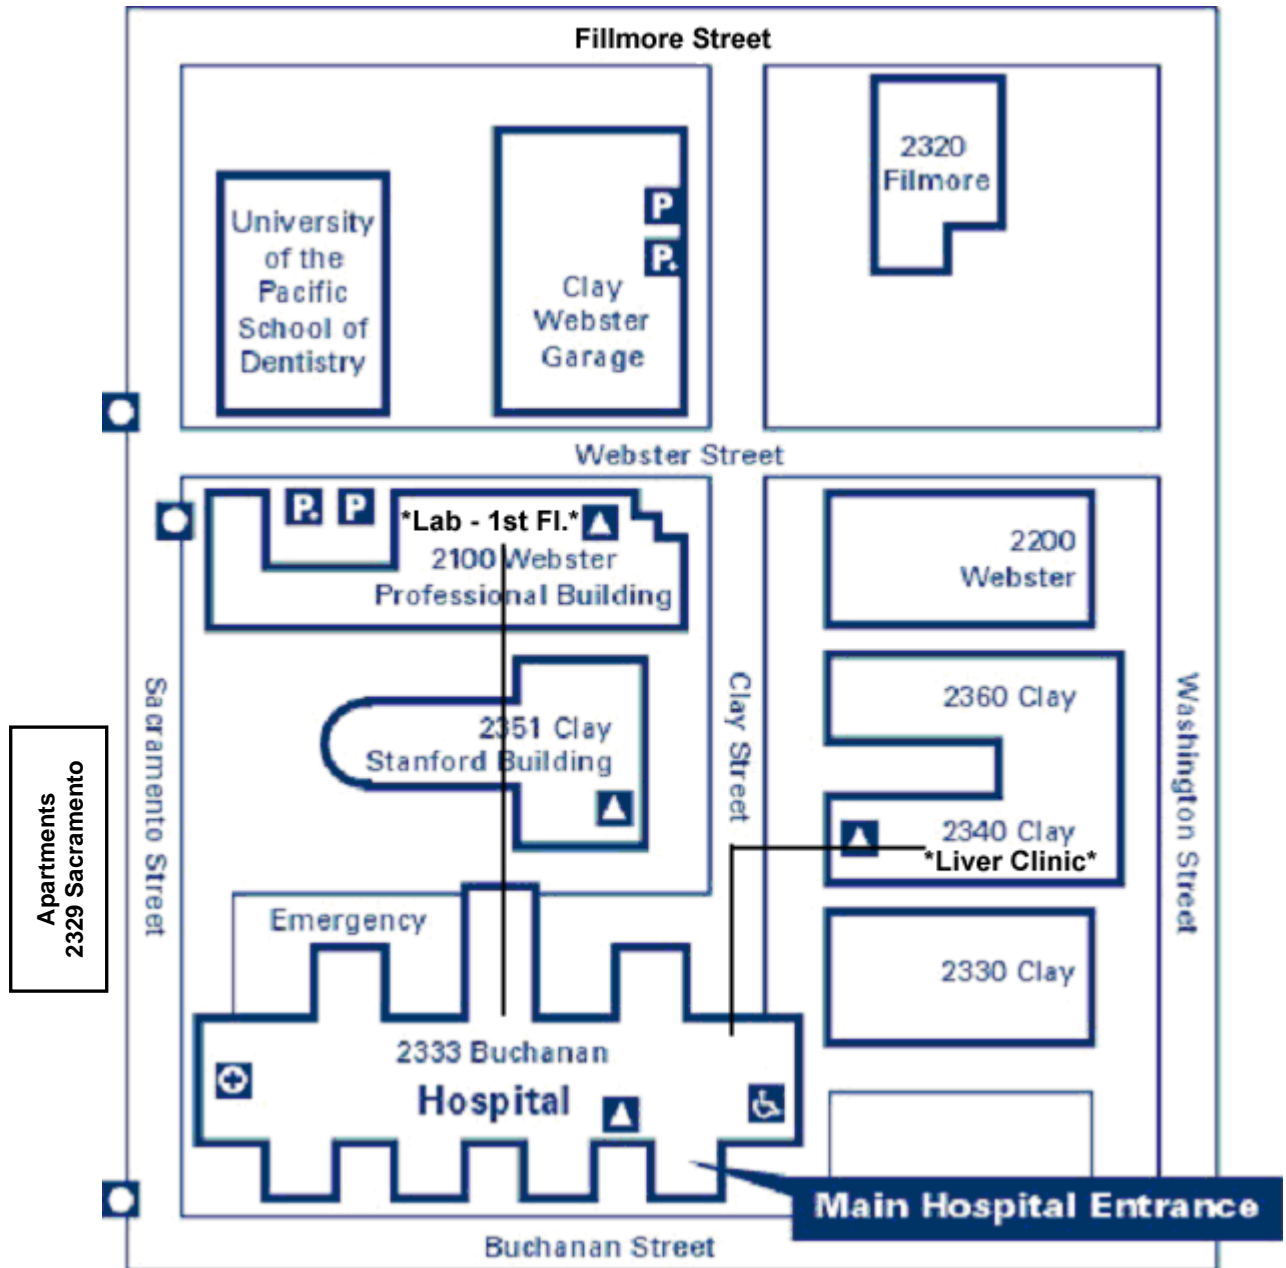 Fillmore Street
2320
Filmore
University
of the
Pacific
School of
Dentistry
P
P.
Clay
Webster
Garage
Webster Street
P.
P
*Lab - 1st Fl.*
2100 Webster
Professional Building
2200
Webster
Sacramento Street
2351 Clay
Stanford Building
Clay Street
2360 Clay
2340 Clay
*Liver Clinic*
Washington Street
Apartments
2329 Sacramento
Emergency
2330 Clay
2333 Buchanan
Hospital
Main Hospital Entrance
Buchanan Street